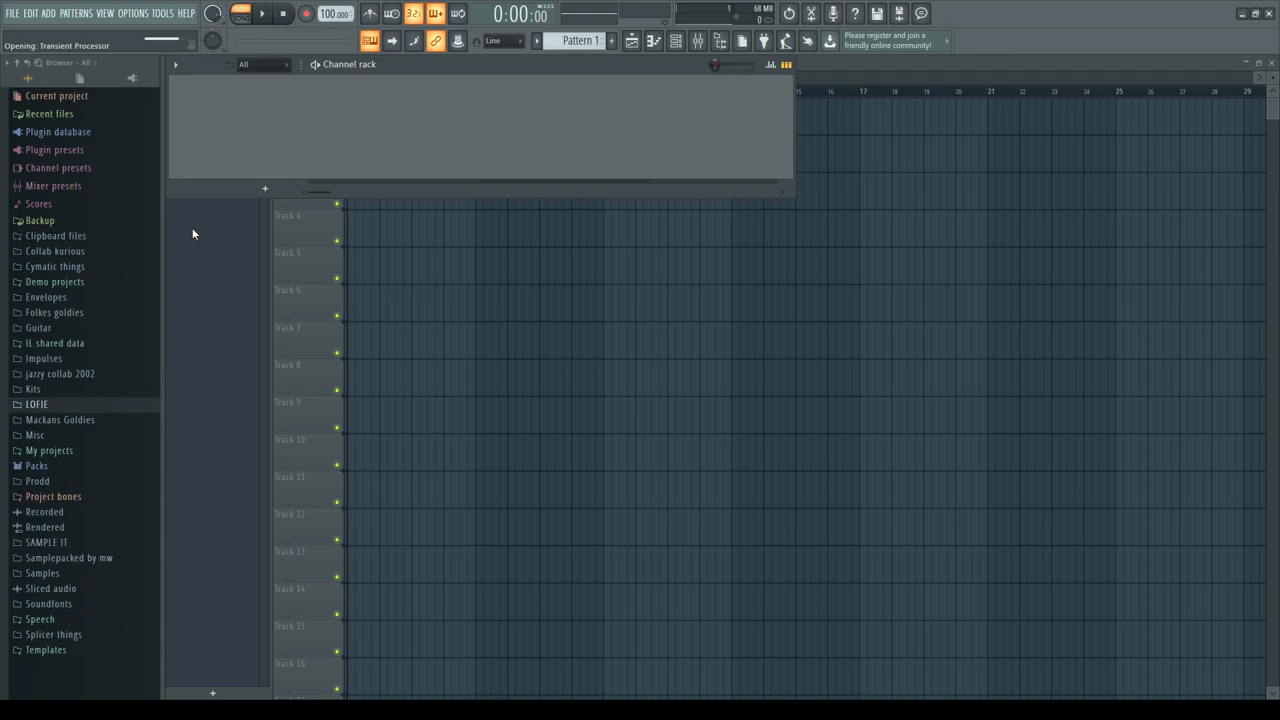 FILE EDIT ADD PATTERNS VIEW OPTIONS TOOLS HELP
SONG
100.000
3.2.
0:00:00
M:S:CS
1
68 MB
0
Opening: Transient Processor
Line
Pattern 1
Please register and join a
friendly online community!
Browser - All
All
Channel rack
15 16 17 18 19 20 21 22 23 24 25 26 27 28 29
Current project
Recent files
Plugin database
Plugin presets
Channel presets
Mixer presets
Scores
Backup
Clipboard files
Collab kurious
Cymatic things
Demo projects
Envelopes
Folkes goldies
Guitar
IL shared data
Impulses
jazzy collab 2002
Kits
LOFIE
Mackans Goldies
Misc
My projects
Packs
Prodd
Project bones
Recorded
Rendered
SAMPLE IT
Samplepacked by mw
Samples
Sliced audio
Soundfonts
Speech
Splicer things
Templates
Track 4
Track 5
Track 6
Track 7
Track 8
Track 9
Track 10
Track 11
Track 12
Track 13
Track 14
Track 15
Track 16